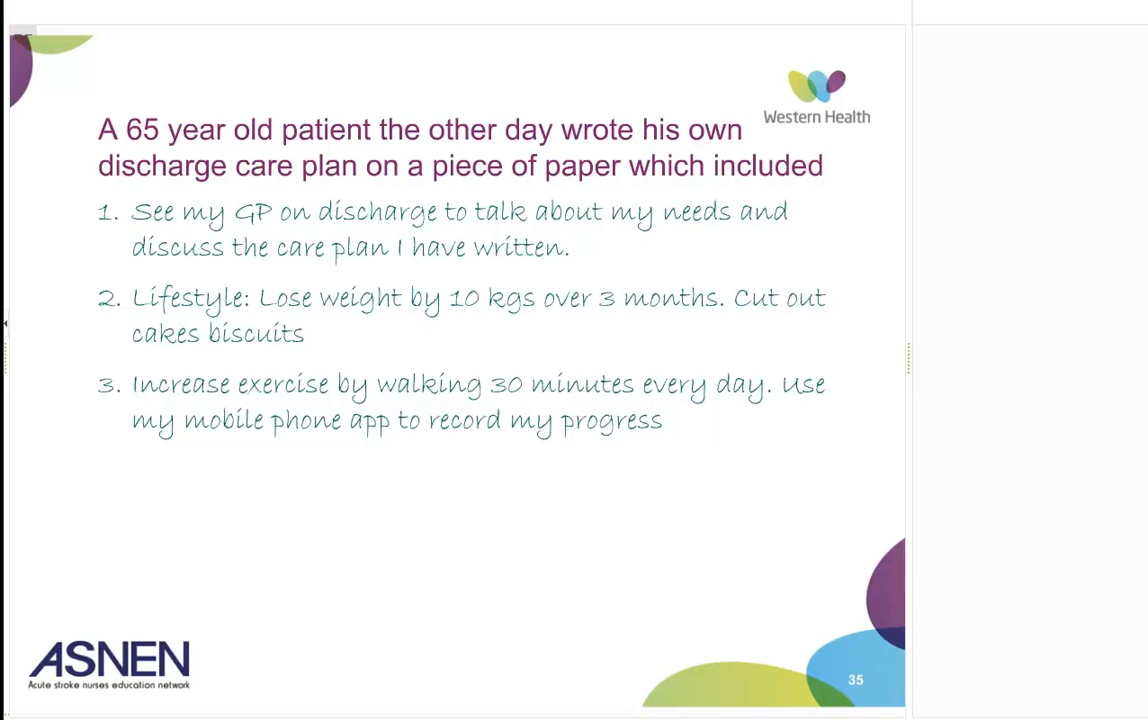 A 65 year old patient the other day wrote his own
discharge care plan on a piece of paper which included
Western Health
1. See my GP on discharge to talk about my needs and
discuss the care plan I have written.
2. Lifestyle: Lose weight by 10 kgs over 3 months. Cut out
cakes biscuits
3. Increase exercise by walking 30 minutes every day. Use
my mobile phone app to record my progress
ASNEN
Acute stroke nurses education network
35